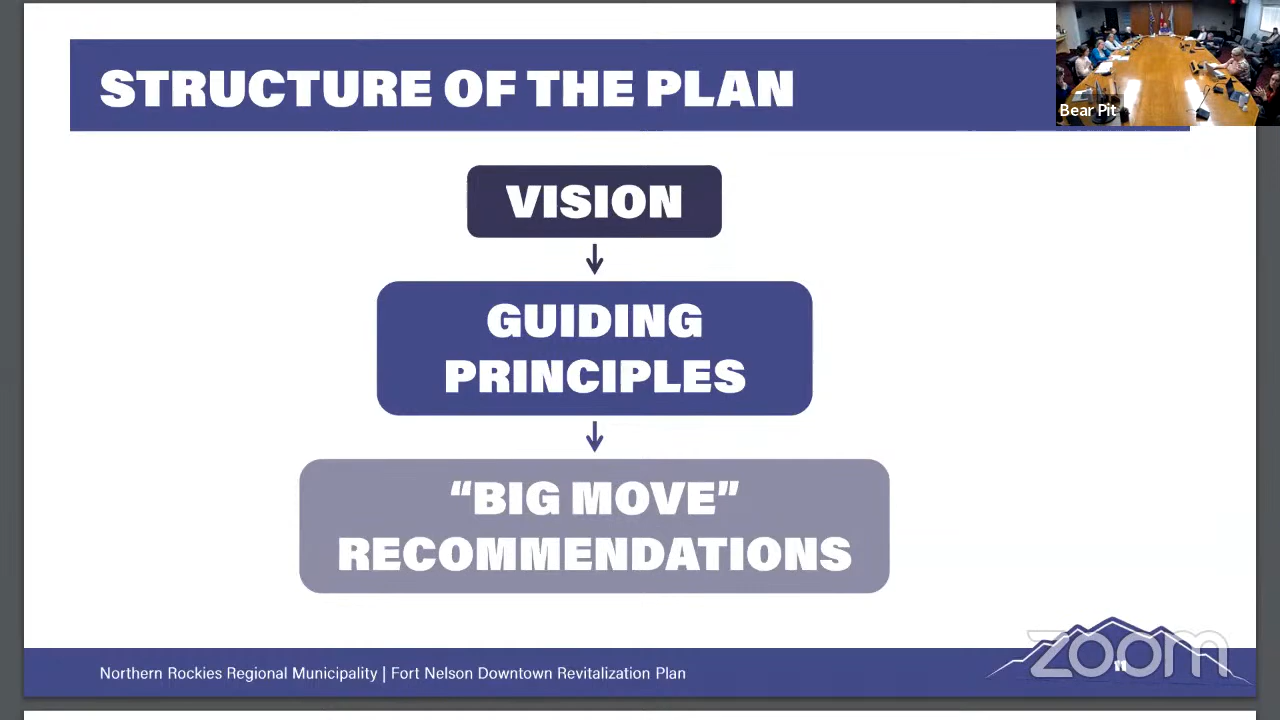 STRUCTURE OF THE PLAN
Bear Pit
VISION
GUIDING
PRINCIPLES
“BIG MOVE”
RECOMMENDATIONS
Northern Rockies Regional Municipality | Fort Nelson Downtown Revitalization Plan
zoom
11